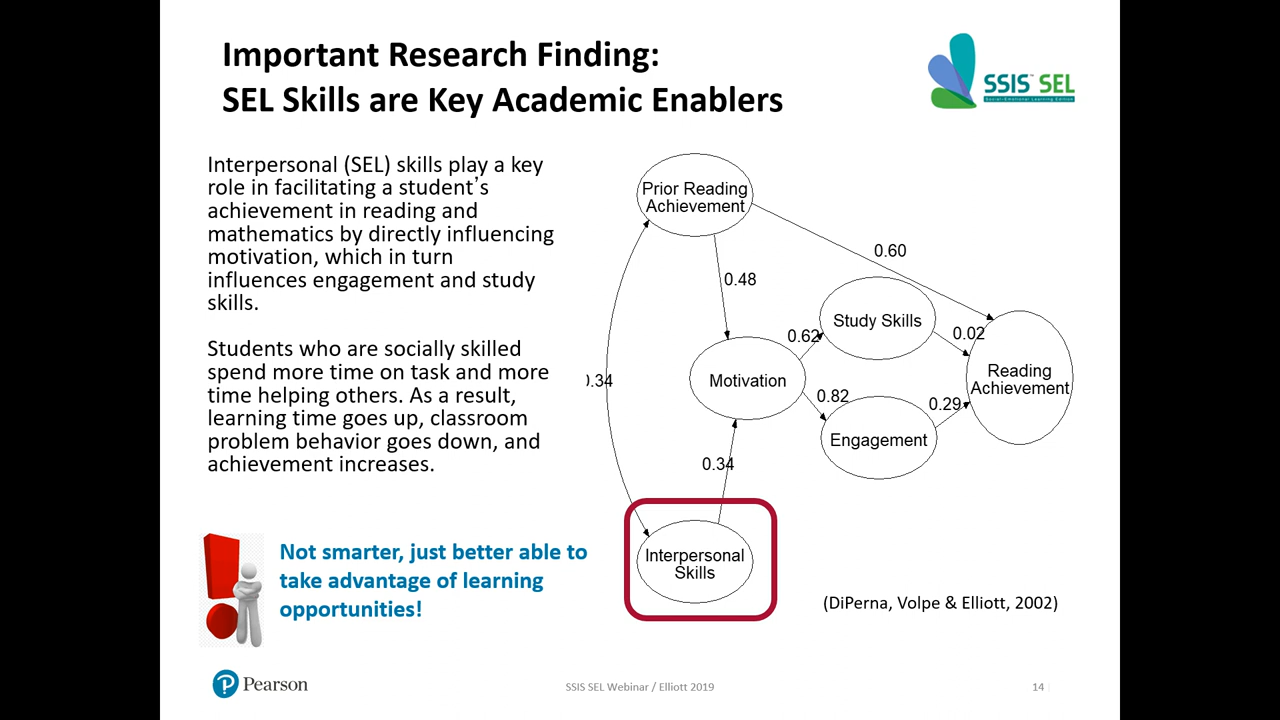 Important Research Finding:
SEL Skills are Key Academic Enablers
SSIS™ SEL
Social-Emotional Learning Edition
Interpersonal (SEL) skills play a key
role in facilitating a student's
achievement in reading and
mathematics by directly influencing
motivation, which in turn
influences engagement and study
skills.
Students who are socially skilled
spend more time on task and more
time helping others. As a result,
learning time goes up, classroom
problem behavior goes down, and
achievement increases.
Not smarter, just better able to
take advantage of learning
opportunities!
Prior Reading
Achievement
0.60
0.48
Study Skills
0.62
0.02
Motivation
Reading
Achievement
.34
0.82
0.29
Engagement
0.34
Interpersonal
Skills
(DiPerna, Volpe & Elliott, 2002)
P Pearson
SSIS SEL Webinar / Elliott 2019
14